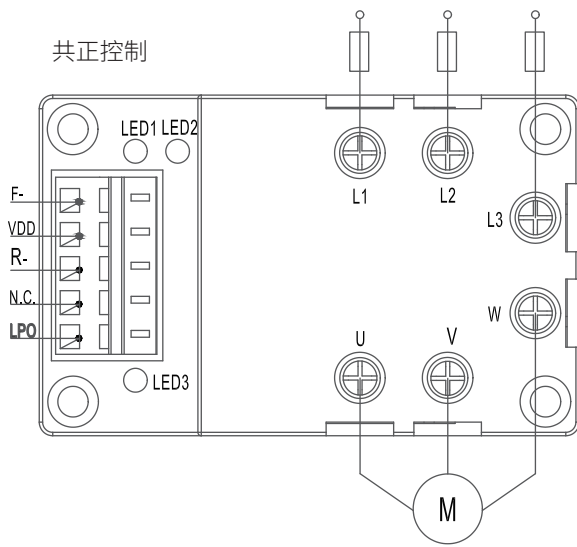 共正控制
LED1 LED2
L1
L2
L3
F-
VDD
R-
N.C.
LPO
W
U
V
LED3
M